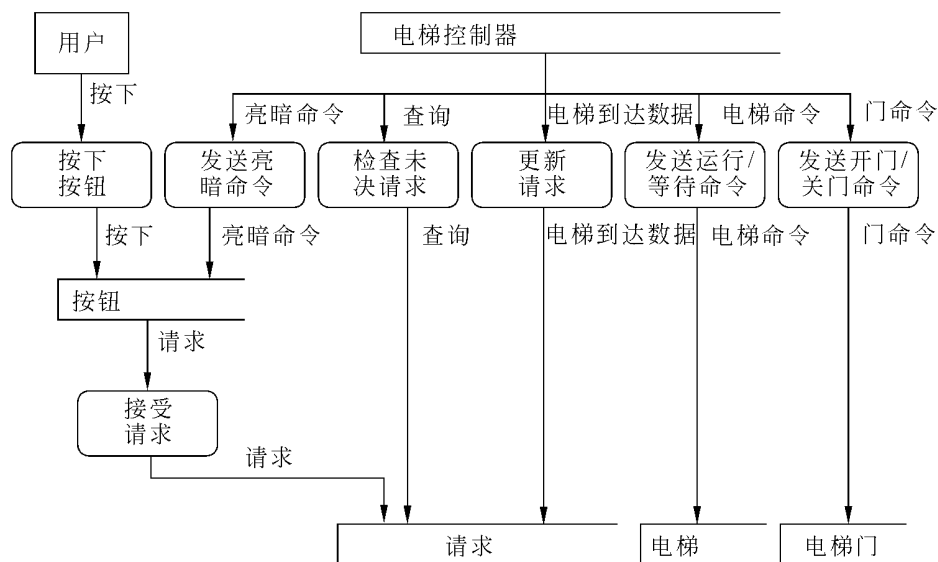 用户
电梯控制器
按下
亮暗命令
查询
电梯到达数据
电梯命令
门命令
按下
按钮
发送亮
暗命令
检查未
决请求
更新
请求
发送运行/
等待命令
发送开门/
关门命令
按下
亮暗命令
查询
电梯到达数据
电梯命令
门命令
按钮
请求
接受
请求
请求
请求
电梯
电梯门